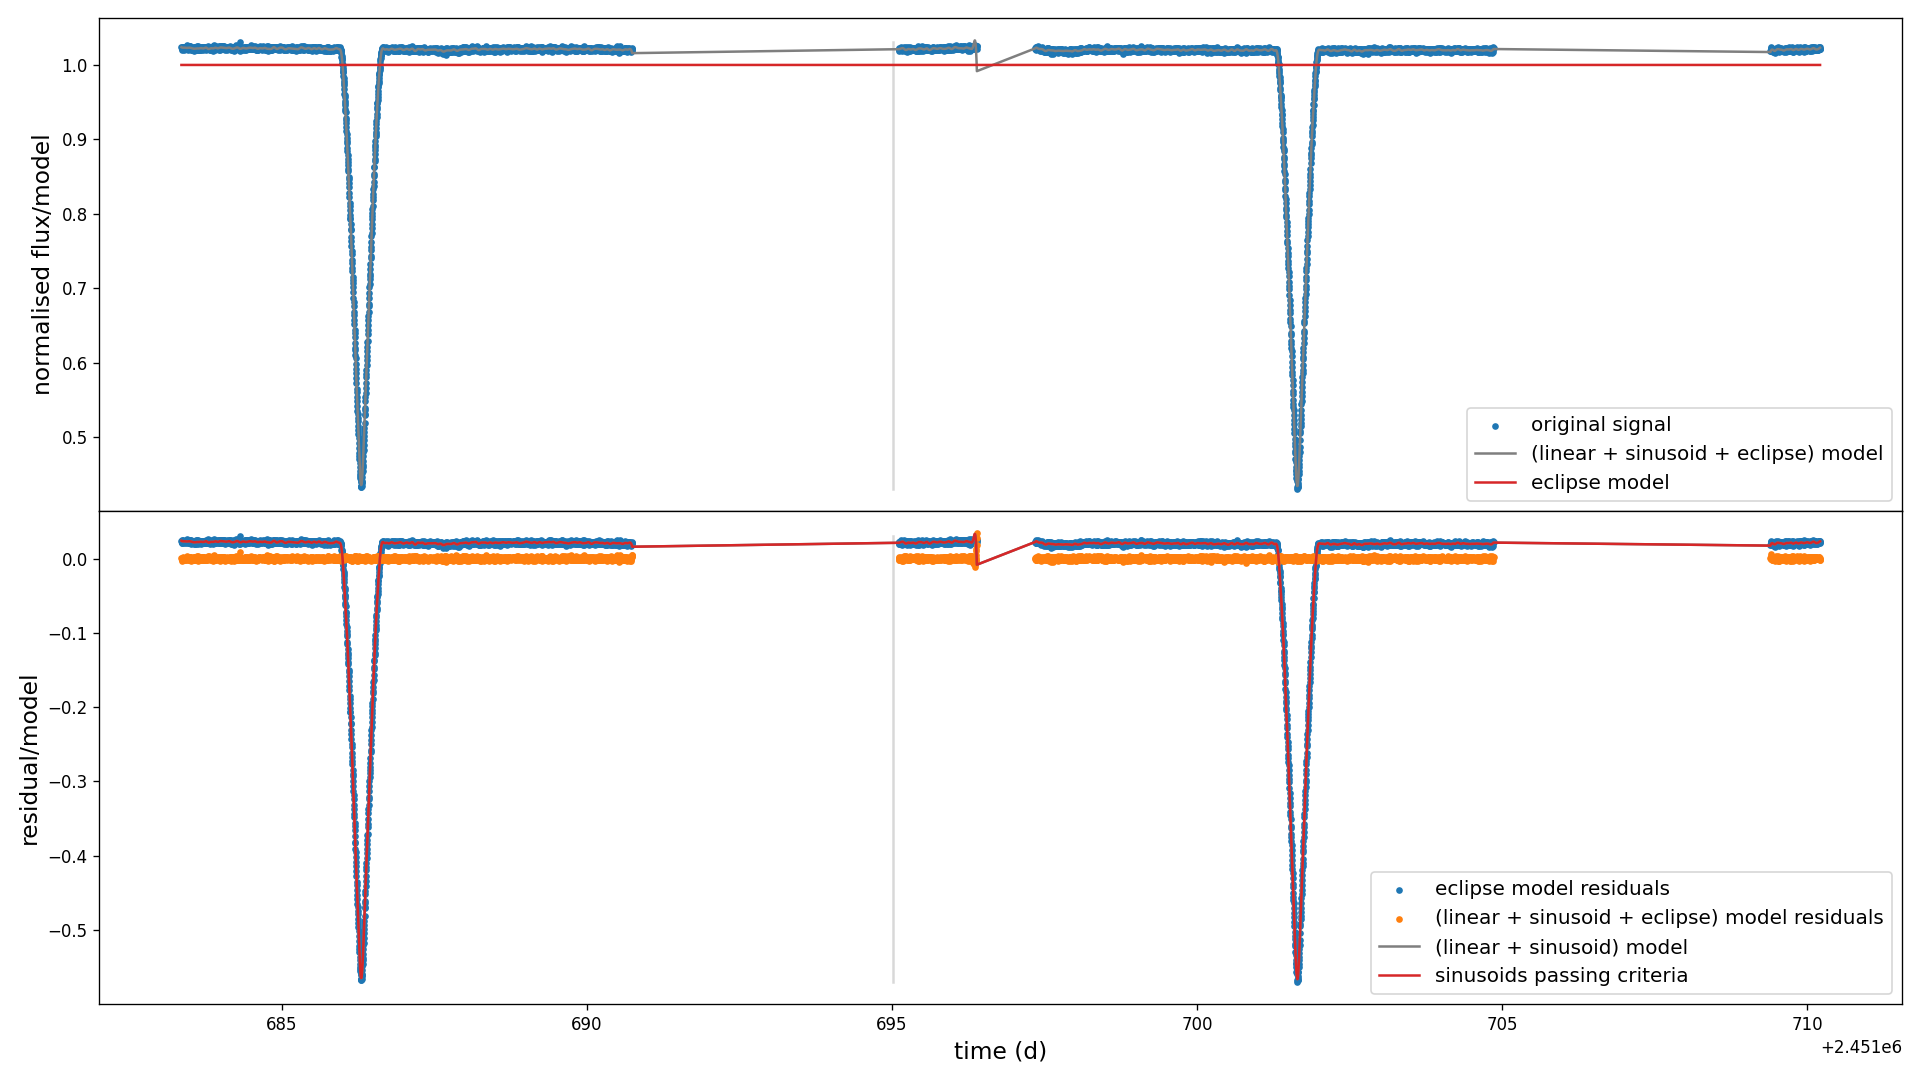 normalised flux/model
1.0
0.9
0.8
0.7
0.6
0.5
original signal
(linear + sinusoid + eclipse) model
eclipse model
residual/model
0.0
−0.1
−0.2
−0.3
−0.4
−0.5
eclipse model residuals
(linear + sinusoid + eclipse) model residuals
(linear + sinusoid) model
sinusoids passing criteria
685 690 695 700 705 710
time (d)
+2.451e6